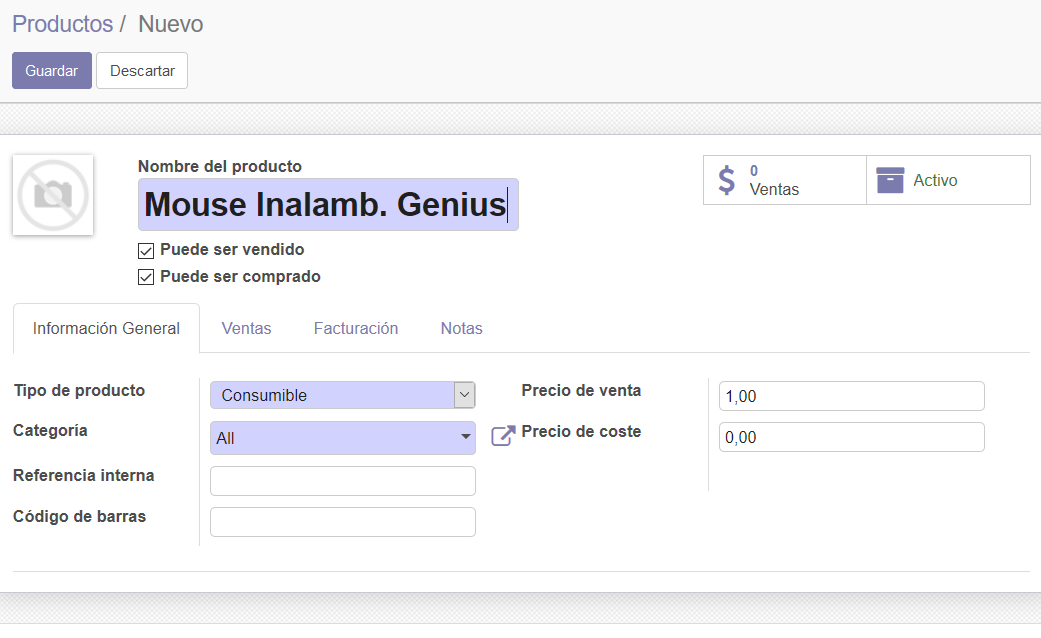 Productos / Nuevo
Guardar Descartar
Nombre del producto
Mouse Inalamb. Genius
Puede ser vendido
Puede ser comprado
$ 0 Ventas
Activo
Información General Ventas Facturación Notas
Tipo de producto Consumible
Precio de venta 1,00
Categoría All
Precio de coste 0,00
Referencia interna
Código de barras